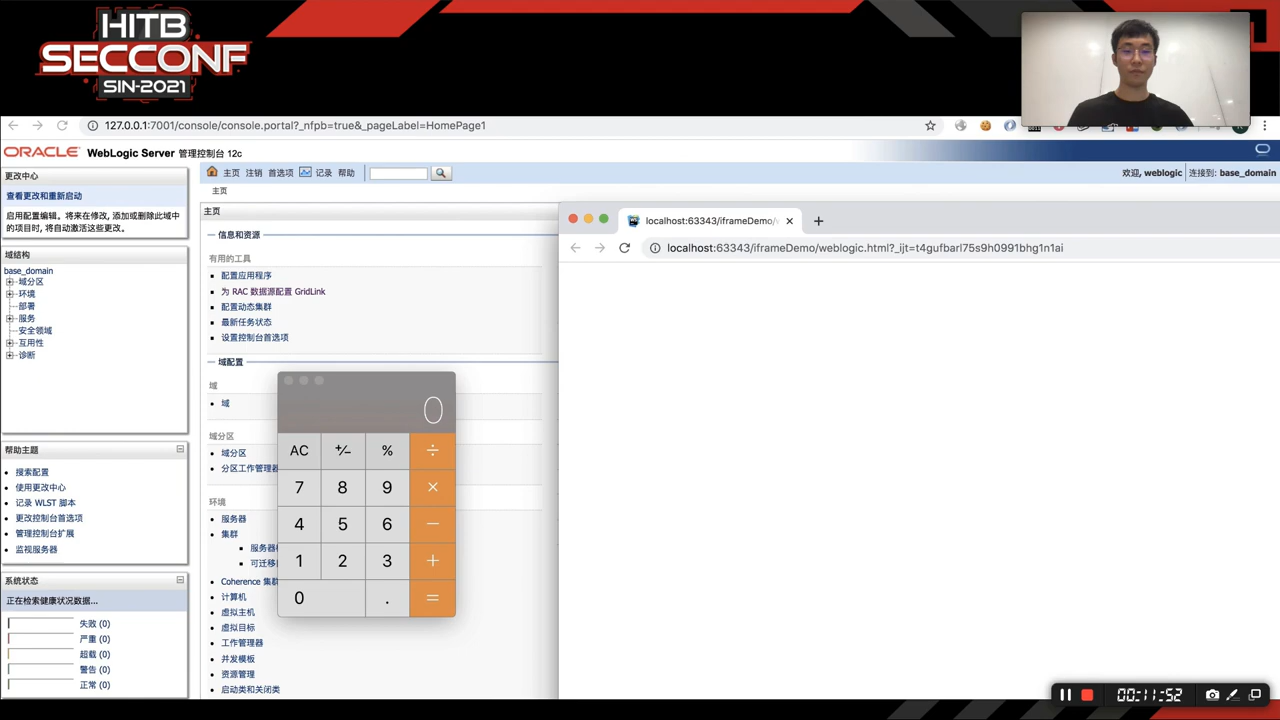 HITB
SECCONF
SIN-2021
127.0.0.1:7001/console/console.portal?_nfpb=true&_pageLabel=HomePage1
ORACLE WebLogic Server 管理控制台 12c
更改中心
查看更改和重新启动
启用配置编辑。将来在修改, 添加或删除此域中
的项目时, 将自动激活这些更改。
域结构
base_domain
域分区
环境
部署
服务
安全领域
互用性
诊断
帮助主题
搜索配置
使用更改中心
记录 WLST 脚本
更改控制台首选项
管理控制台扩展
监视服务器
系统状态
正在检索健康状况数据...
失败 (0)
严重 (0)
超载 (0)
警告 (0)
正常 (0)
主页 注销 首选项 记录 帮助
欢迎, weblogic 连接到: base_domain
主页
主页
信息和资源
有用的工具
配置应用程序
为 RAC 数据源配置 GridLink
配置动态集群
最新任务状态
设置控制台首选项
域配置
域
域
域分区
域分区
分区工作管理器
环境
服务器
集群
服务器
可迁移
Coherence 集群
计算机
虚拟主机
虚拟目标
工作管理器
并发模板
资源管理
启动类和关闭类
0
AC +/− % ÷
7 8 9 ×
4 5 6 −
1 2 3 +
0 . =
localhost:63343/iframeDemo/
localhost:63343/iframeDemo/weblogic.html?_ijt=t4gufbarl75s9h0991bhg1n1ai
00:11:52